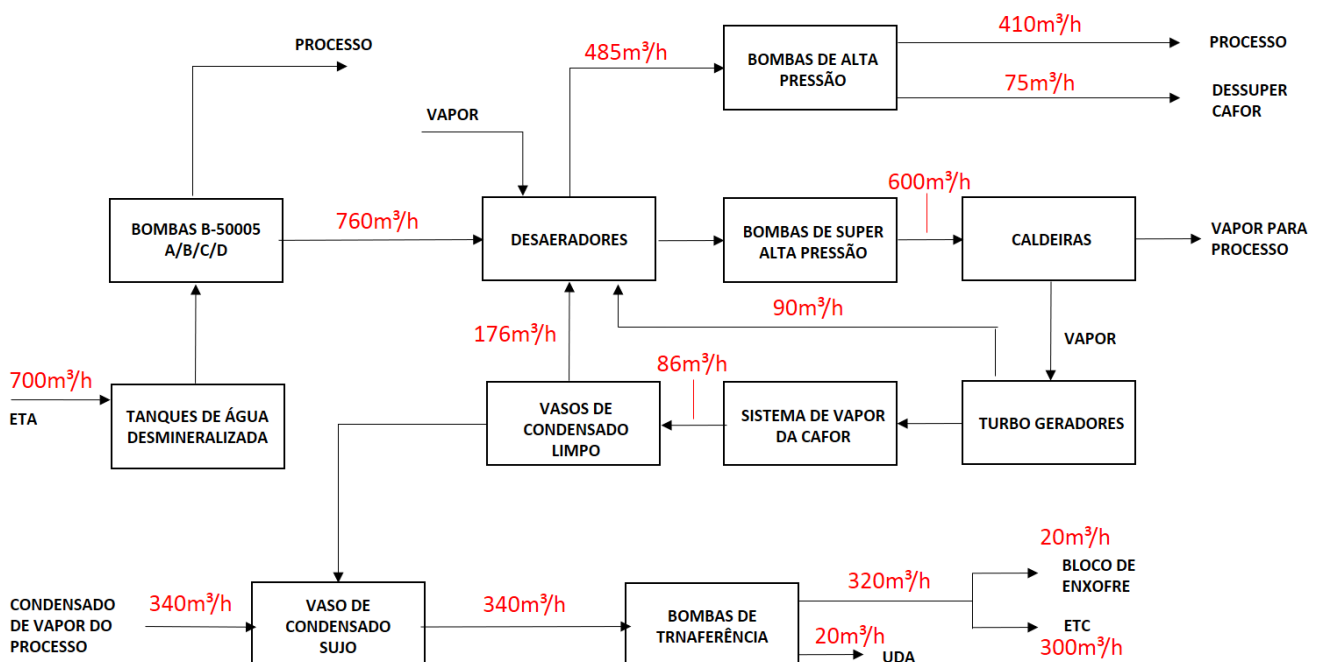 410m³/h
PROCESSO
485m³/h
BOMBAS DE ALTA
PRESSÃO
PROCESSO
75m³/h
DESSUPER
CAFOR
VAPOR
600m³/h
760m³/h
BOMBAS B-50005
A/B/C/D
DESAERADORES
BOMBAS DE SUPER
ALTA PRESSÃO
CALDEIRAS
VAPOR PARA
PROCESSO
90m³/h
176m³/h
VAPOR
86m³/h
700m³/h
ETA
TANQUES DE ÁGUA
DESMINERALIZADA
VASOS DE
CONDENSADO
LIMPO
SISTEMA DE VAPOR
DA CAFOR
TURBO GERADORES
20m³/h
BLOCO DE
ENXOFRE
320m³/h
CONDENSADO
DE VAPOR DO
PROCESSO
340m³/h
VASO DE
CONDENSADO
SUJO
340m³/h
BOMBAS DE
TRNAFERÊNCIA
ETC
300m³/h
20m³/h
UDA